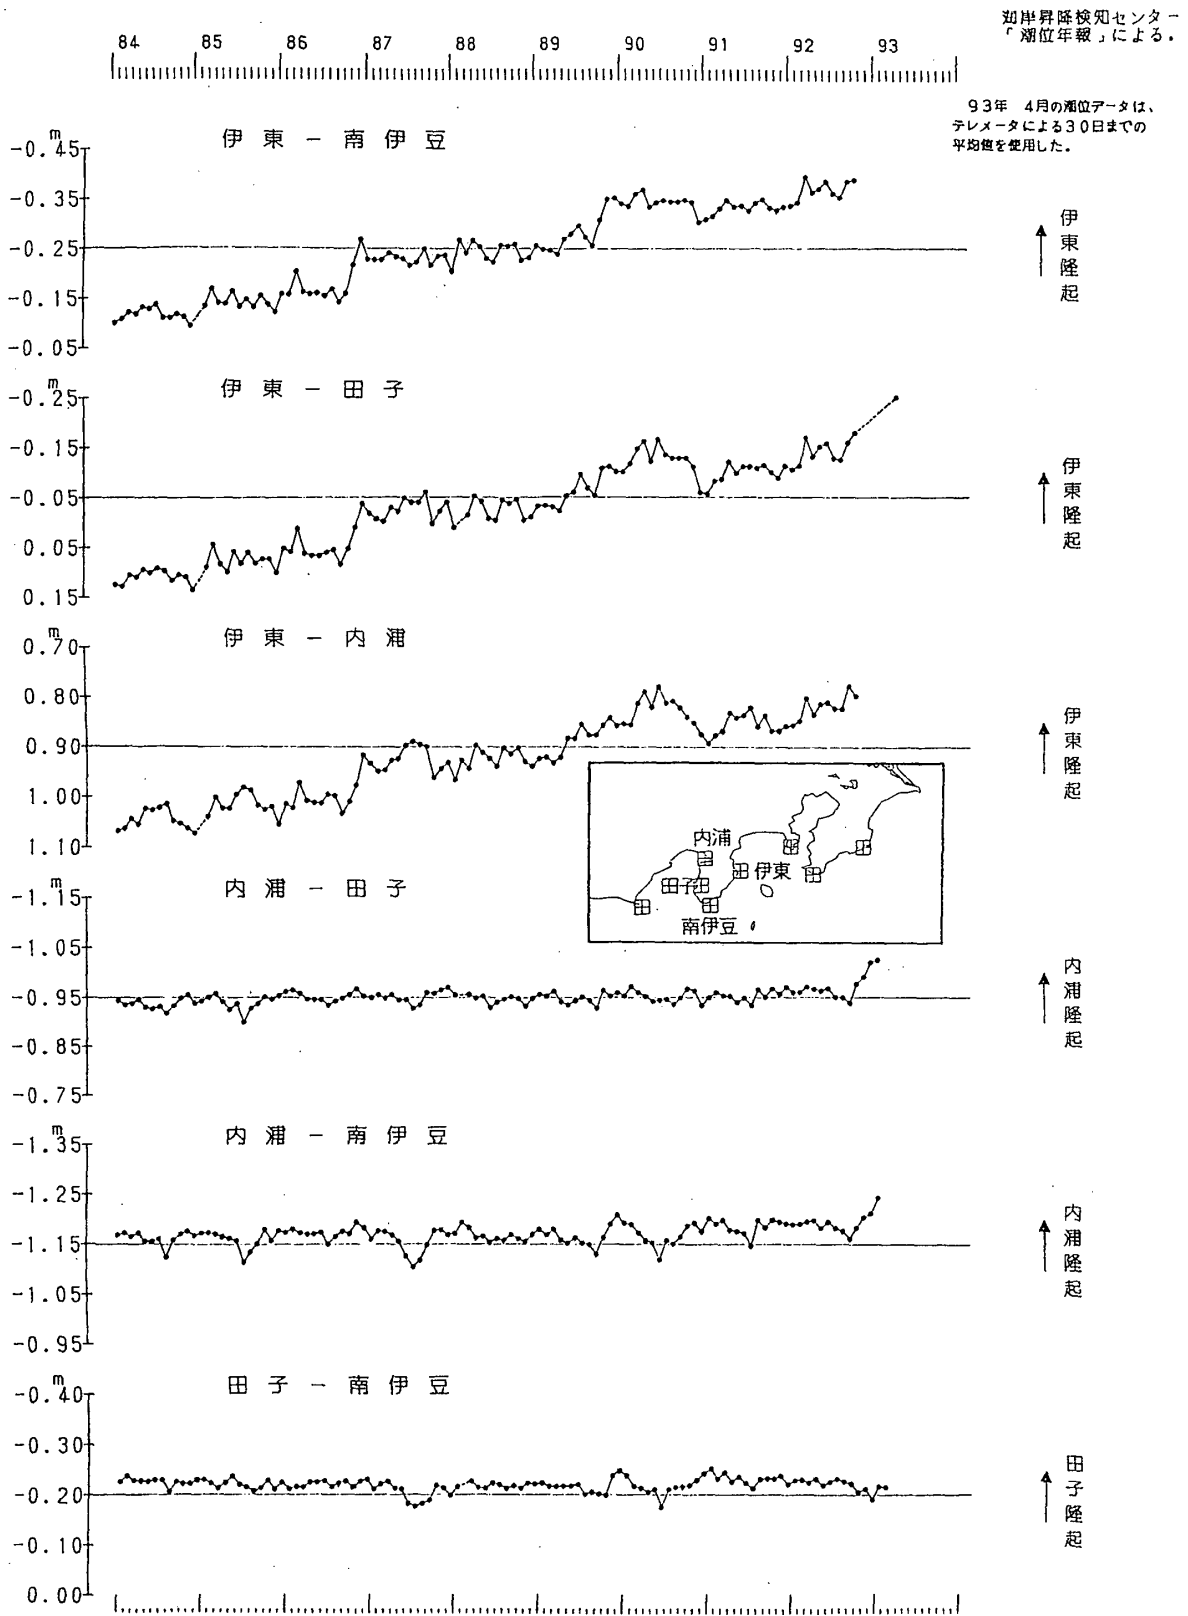 海岸昇降検知センター
「潮位年報」による.
84 85 86 87 88 89 90 91 92 93
93年 4月の潮位データは、
テレメータによる30日までの
平均値を使用した.
伊東－南伊豆
m
-0.45
-0.35
-0.25
-0.15
-0.05
伊東隆起
伊東－田子
m
-0.25
-0.15
-0.05
0.05
0.15
伊東隆起
伊東－内浦
m
0.70
0.80
0.90
1.00
1.10
伊東隆起
内浦
田子
伊東
南伊豆
内浦－田子
m
-1.15
-1.05
-0.95
-0.85
-0.75
内浦隆起
内浦－南伊豆
m
-1.35
-1.25
-1.15
-1.05
-0.95
内浦隆起
田子－南伊豆
m
-0.40
-0.30
-0.20
-0.10
0.00
田子隆起